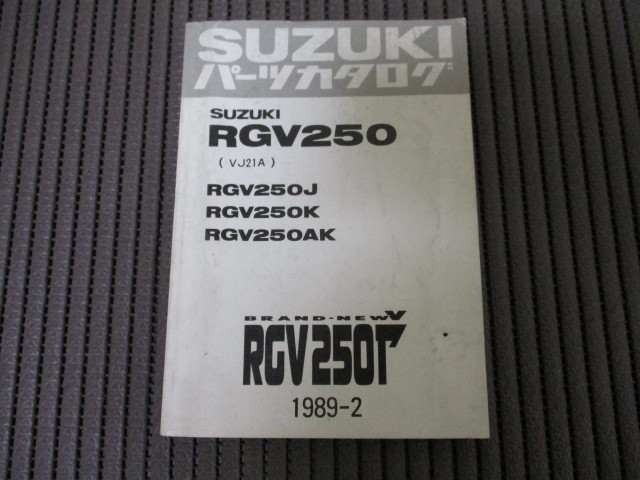 SUZUKI
パーツカタログ
SUZUKI
RGV250
( VJ21A )
RGV250J
RGV250K
RGV250AK
BRAND-NEW V
RGV250Γ
1989-2